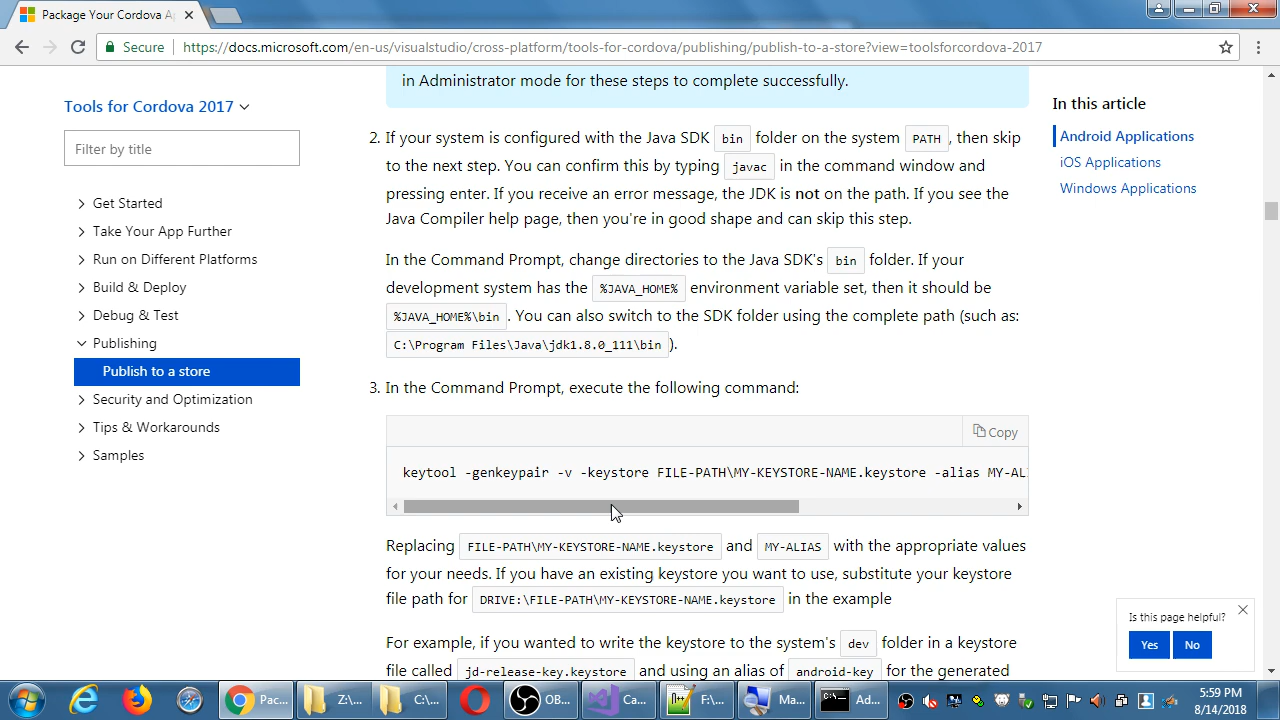 Package Your Cordova A
Secure
https://docs.microsoft.com/en-us/visualstudio/cross-platform/tools-for-cordova/publishing/publish-to-a-store?view=toolsforcordova-2017
Tools for Cordova 2017
Filter by title
Get Started
Take Your App Further
Run on Different Platforms
Build & Deploy
Debug & Test
Publishing
Publish to a store
Security and Optimization
Tips & Workarounds
Samples
in Administrator mode for these steps to complete successfully.
2. If your system is configured with the Java SDK bin folder on the system PATH , then skip
to the next step. You can confirm this by typing javac in the command window and
pressing enter. If you receive an error message, the JDK is not on the path. If you see the
Java Compiler help page, then you're in good shape and can skip this step.
In the Command Prompt, change directories to the Java SDK's bin folder. If your
development system has the %JAVA_HOME% environment variable set, then it should be
%JAVA_HOME%\bin . You can also switch to the SDK folder using the complete path (such as:
C:\Program Files\Java\jdk1.8.0_111\bin ).
3. In the Command Prompt, execute the following command:
Copy
keytool -genkeypair -v -keystore FILE-PATH\MY-KEYSTORE-NAME.keystore -alias MY-ALI
Replacing FILE-PATH\MY-KEYSTORE-NAME.keystore and MY-ALIAS with the appropriate values
for your needs. If you have an existing keystore you want to use, substitute your keystore
file path for DRIVE:\FILE-PATH\MY-KEYSTORE-NAME.keystore in the example
For example, if you wanted to write the keystore to the system's dev folder in a keystore
file called jd-release-key.keystore and using an alias of android-key for the generated
In this article
Android Applications
iOS Applications
Windows Applications
Is this page helpful?
Yes
No
Pac...
Z:\...
C:\...
OB...
Ca...
F:\...
Ma...
Ad...
5:59 PM
8/14/2018